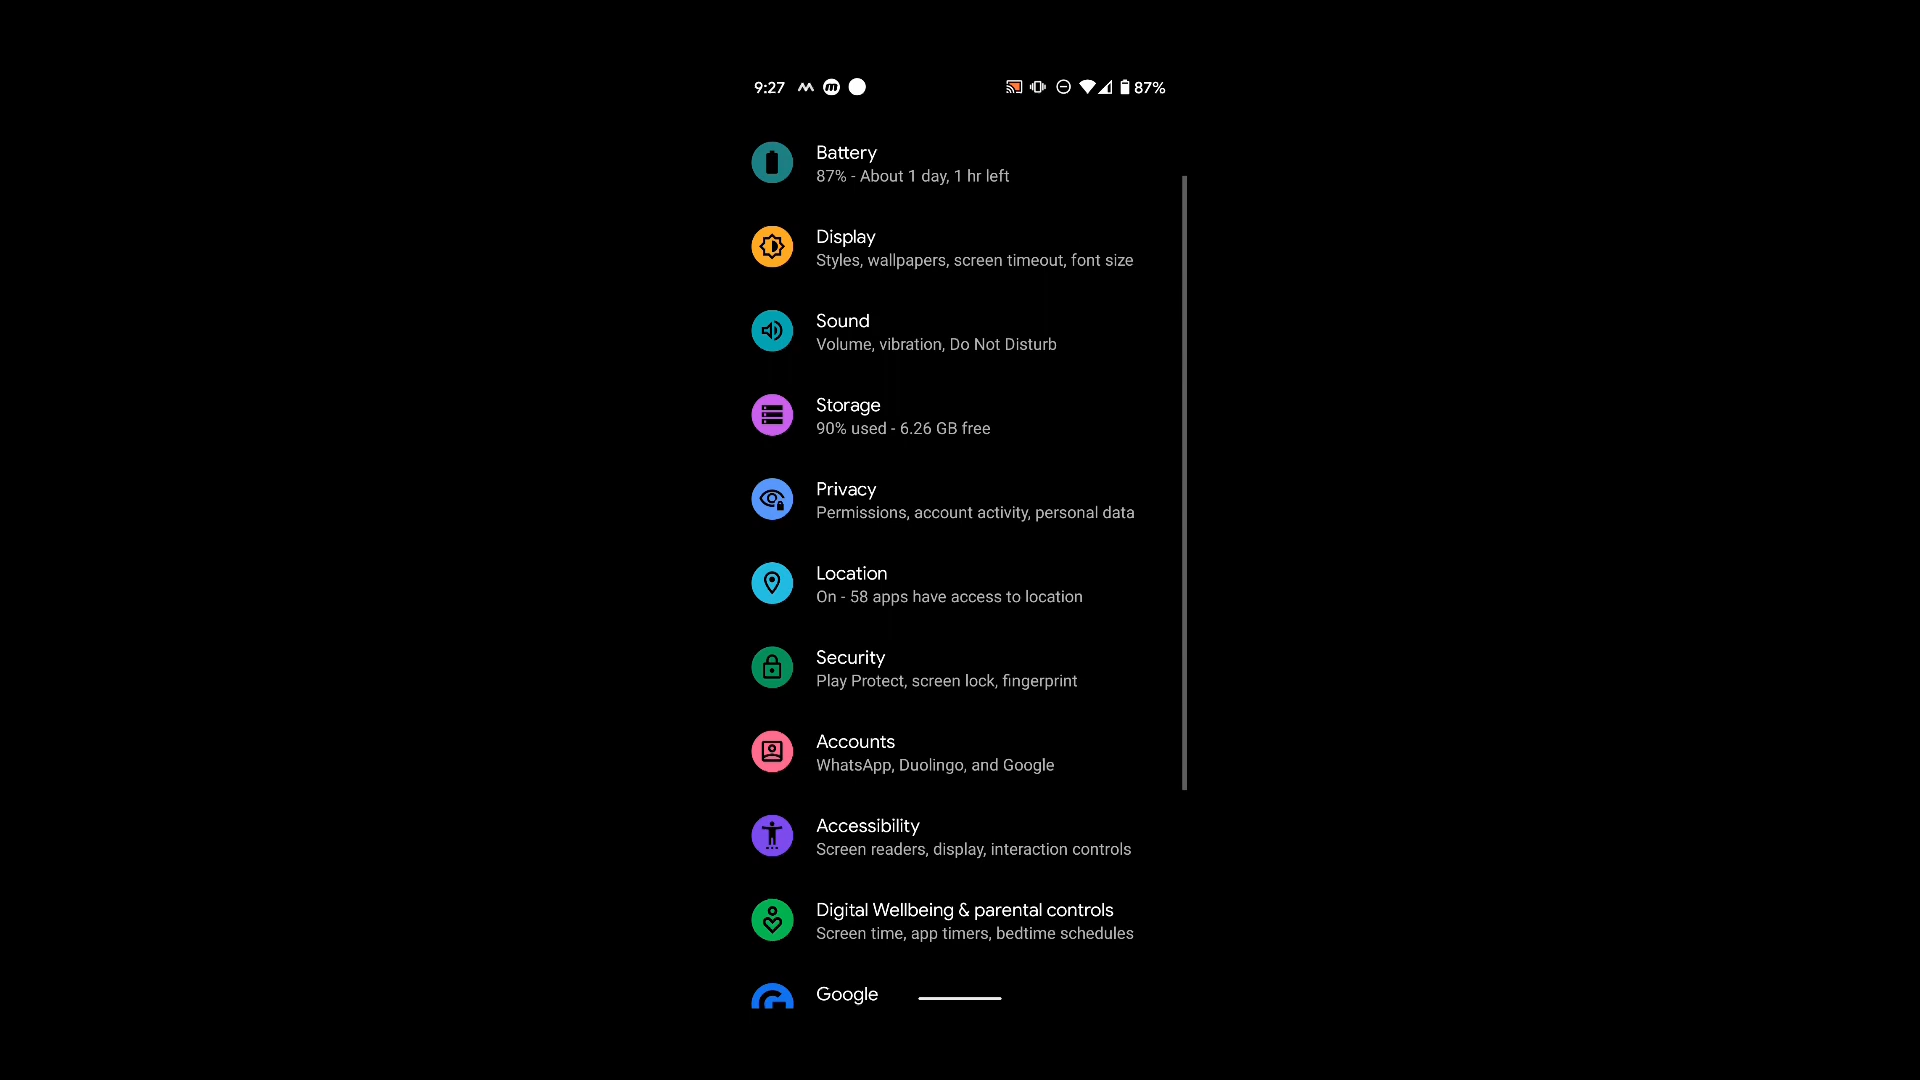 9:27 87%
Battery
87% - About 1 day, 1 hr left
Display
Styles, wallpapers, screen timeout, font size
Sound
Volume, vibration, Do Not Disturb
Storage
90% used - 6.26 GB free
Privacy
Permissions, account activity, personal data
Location
On - 58 apps have access to location
Security
Play Protect, screen lock, fingerprint
Accounts
WhatsApp, Duolingo, and Google
Accessibility
Screen readers, display, interaction controls
Digital Wellbeing & parental controls
Screen time, app timers, bedtime schedules
Google